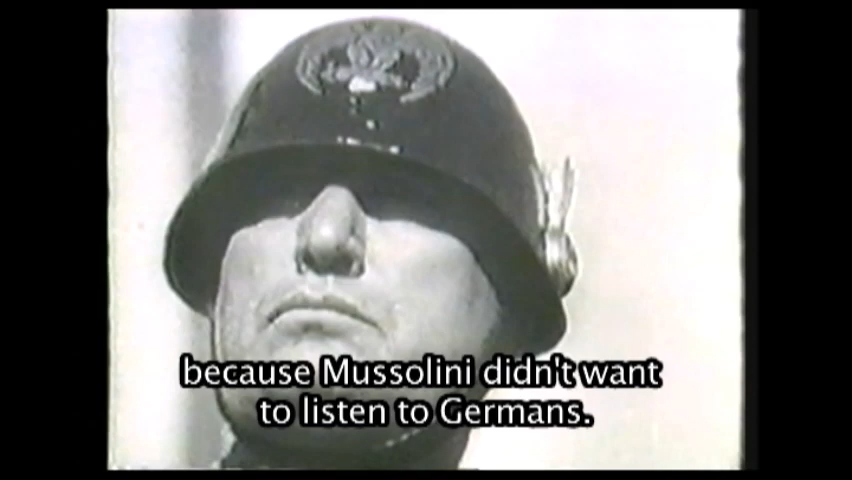 because Mussolini didn't want
to listen to Germans.